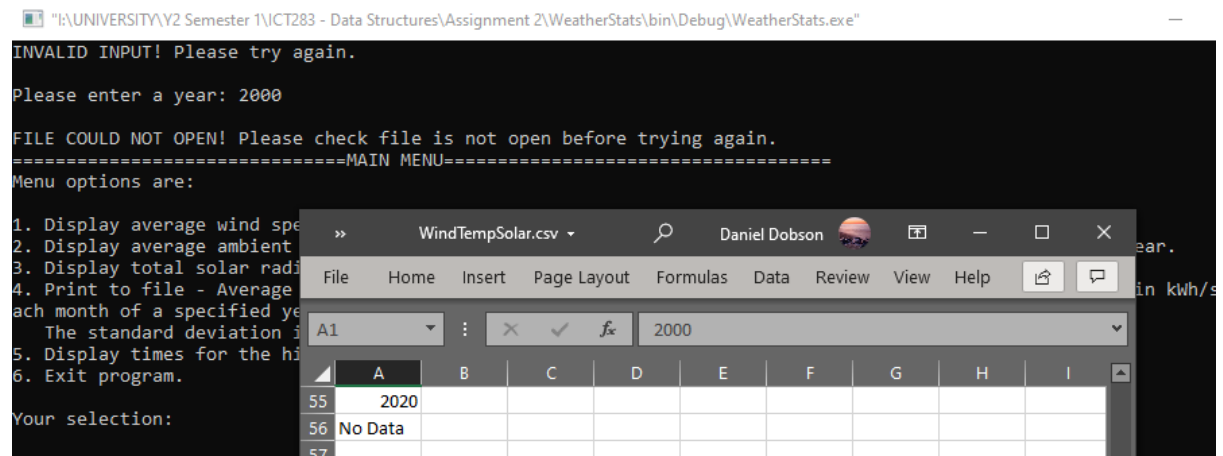 "I:\UNIVERSITY\Y2 Semester 1\ICT283 - Data Structures\Assignment 2\WeatherStats\bin\Debug\WeatherStats.exe"
INVALID INPUT! Please try again.
Please enter a year: 2000
FILE COULD NOT OPEN! Please check file is not open before trying again.
===============================MAIN MENU====================================
Menu options are:
1. Display average wind spe
2. Display average ambient ear.
3. Display total solar radi
4. Print to file - Average in kWh/s
ach month of a specified ye
The standard deviation i
5. Display times for the hi
6. Exit program.
Your selection:
» WindTempSolar.csv Daniel Dobson
File Home Insert Page Layout Formulas Data Review View Help
A1 fx 2000
A B C D E F G H I
55 2020
56 No Data
57